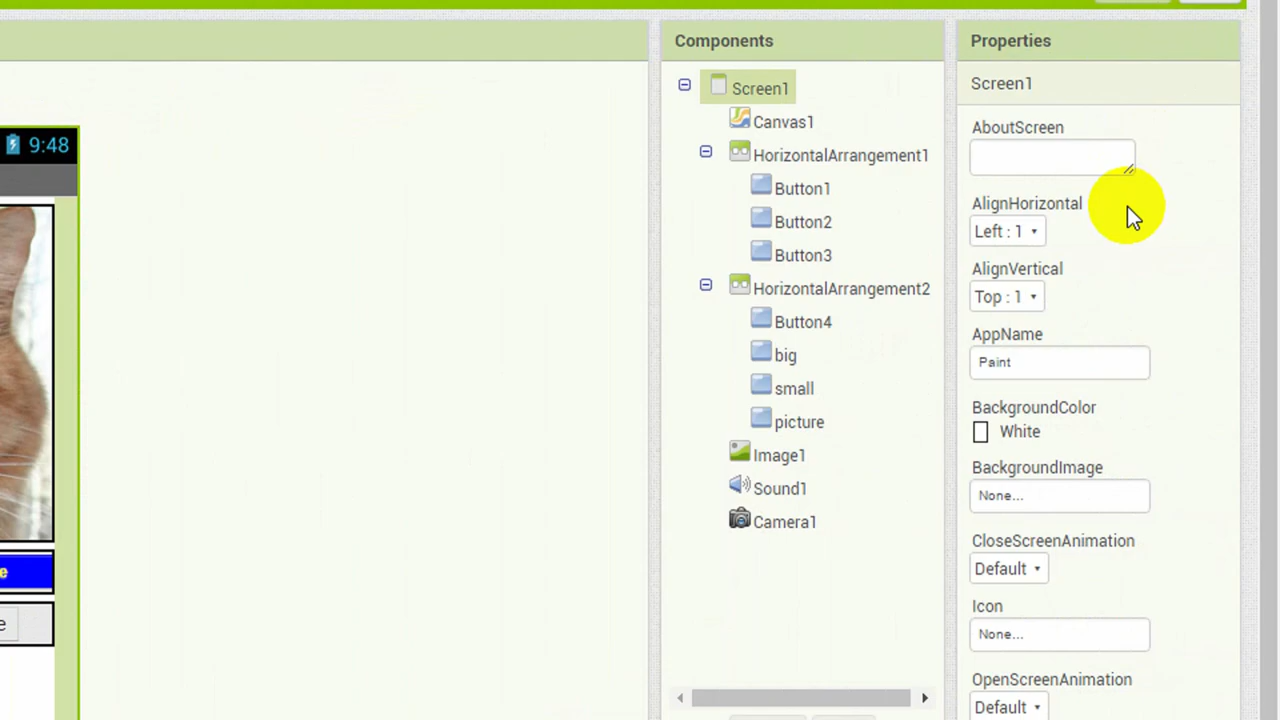 9:48
e
e
Components
Screen1
Canvas1
HorizontalArrangement1
Button1
Button2
Button3
HorizontalArrangement2
Button4
big
small
picture
Image1
Sound1
Camera1
Properties
Screen1
AboutScreen
AlignHorizontal
Left : 1
AlignVertical
Top : 1
AppName
Paint
BackgroundColor
White
BackgroundImage
None...
CloseScreenAnimation
Default
Icon
None...
OpenScreenAnimation
Default